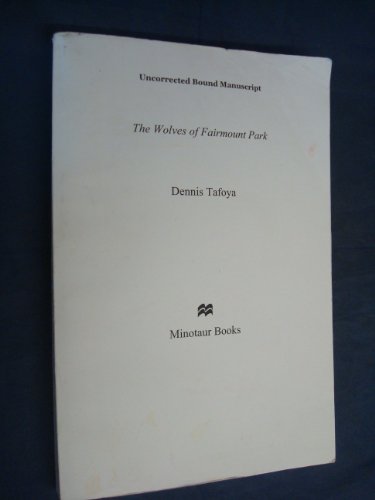 Uncorrected Bound Manuscript
The Wolves of Fairmount Park
Dennis Tafoya
Minotaur Books